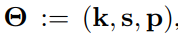 Θ := (k, s, p),